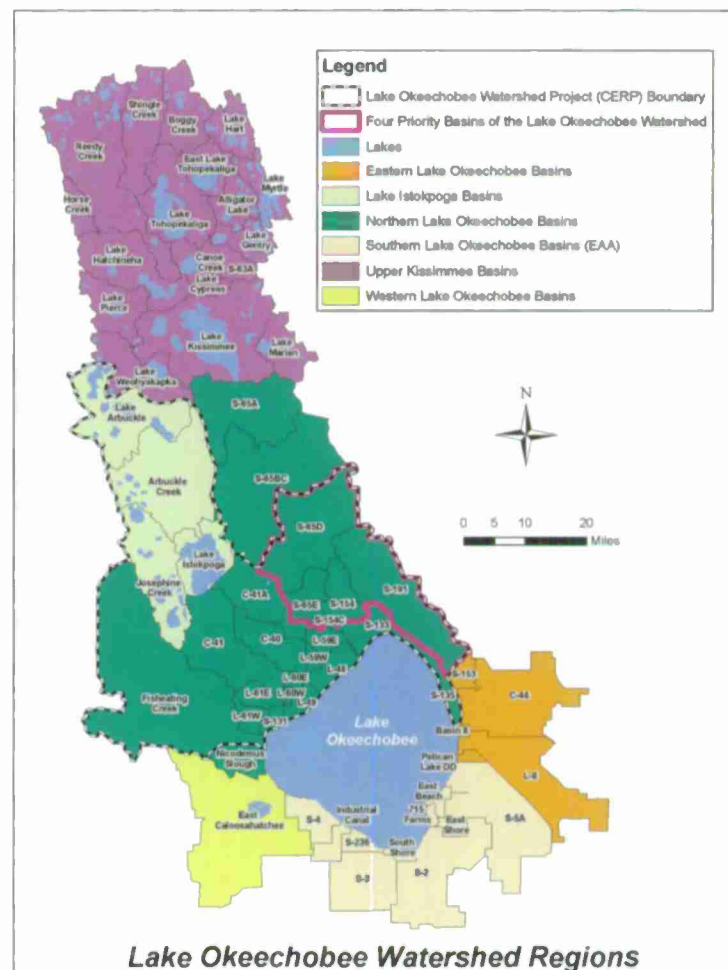 Legend
Lake Okeechobee Watershed Project (CERP) Boundary
Four Priority Basins of the Lake Okeechobee Watershed
Lakes
Eastern Lake Okeechobee Basins
Lake Istokpoga Basins
Northern Lake Okeechobee Basins
Southern Lake Okeechobee Basins (EAA)
Upper Kissimmee Basins
Western Lake Okeechobee Basins
Shingle
Creek
Boggy
Creek
Lake
Hart
Reedy
Creek
East Lake
Tohopekaliga
Lake
Myrtle
Horse
Creek
Alligator
Lake
Lake
Tohopekaliga
Lake
Gentry
Lake
Hatchineha
Canoe
Creek
S-63A
Lake
Cypress
Lake
Pierce
Lake
Kissimmee
Lake
Marian
Lake
Weohyakapka
Lake
Arbuckle
S-65A
N
Arbuckle
Creek
S-65BC
S-65D
0 5 10 20
Miles
Lake
Istokpoga
Josephine
Creek
C-41A
S-65E
S-154
S-191
S-154C
S-133
C-41
C-40
L-59E
L-59W
L-48
L-60E
L-60W
L-61E
L-49
L-61W
S-131
Fisheating
Creek
Nicodemus
Slough
Lake
Okeechobee
S-153
S-135
C-44
Basin 8
Pelican
Lake DD
L-8
East
Beach
715
Farms
East
Shore
S-5A
East
Caloosahatchee
S-4
Industrial
Canal
S-236
South
Shore
S-3
S-2
Lake Okeechobee Watershed Regions